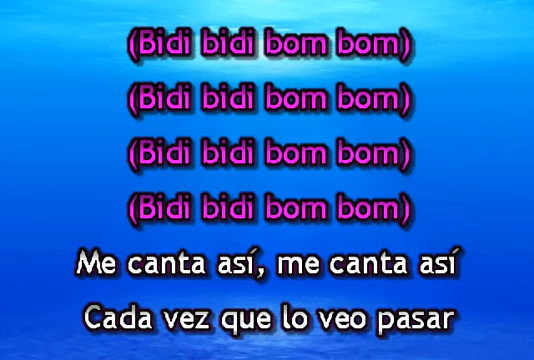 (Bidi bidi bom bom)
(Bidi bidi bom bom)
(Bidi bidi bom bom)
(Bidi bidi bom bom)
Me canta así, me canta así
Cada vez que lo veo pasar